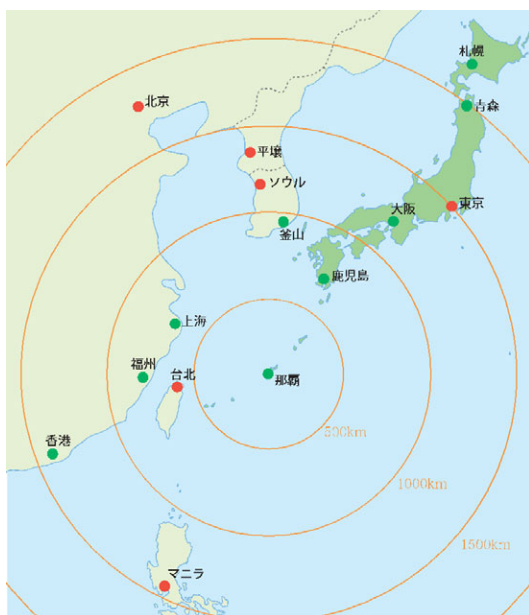 札幌
北京
青森
平壌
ソウル
大阪
東京
釜山
鹿児島
上海
福州
台北
那覇
500km
香港
1000km
1500km
マニラ